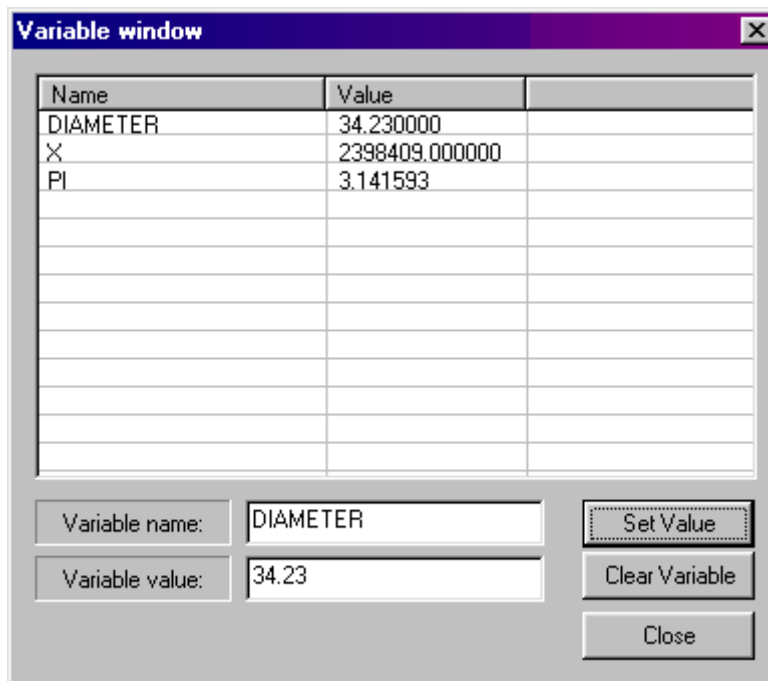 Variable window
Name Value
DIAMETER 34.230000
X 2398409.000000
PI 3.141593
Variable name: DIAMETER Set Value
Variable value: 34.23 Clear Variable
Close